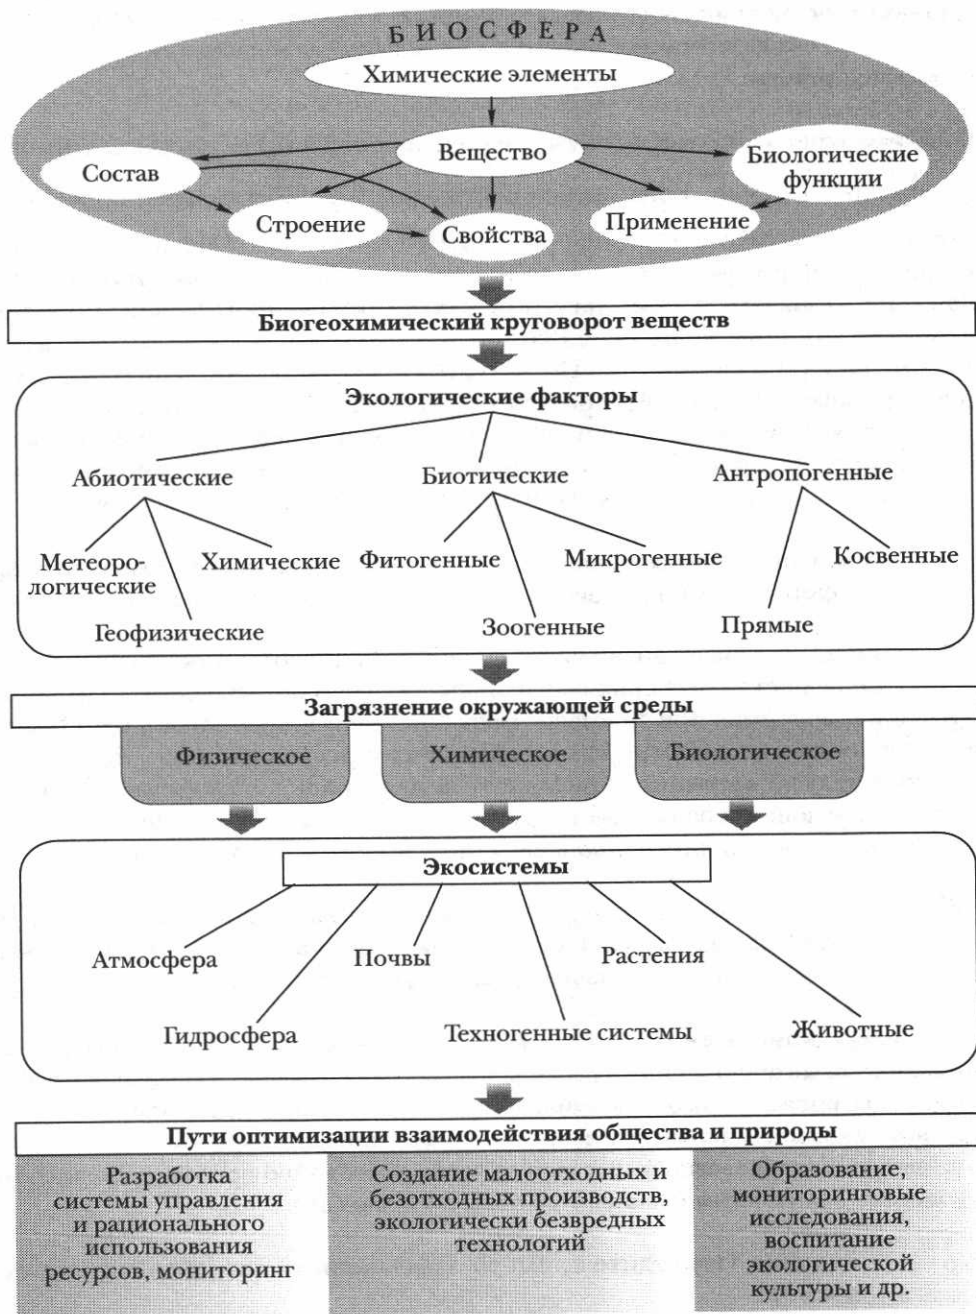 БИОСФЕРА
Химические элементы
Вещество
Состав
Биологические
функции
Строение
Свойства
Применение
Биогеохимический круговорот веществ
Экологические факторы
Абиотические
Биотические
Антропогенные
Метеоро-
логические
Химические
Геофизические
Фитогенные
Микрогенные
Зоогенные
Косвенные
Прямые
Загрязнение окружающей среды
Физическое
Химическое
Биологическое
Экосистемы
Атмосфера
Почвы
Растения
Гидросфера
Техногенные системы
Животные
Пути оптимизации взаимодействия общества и природы
Разработка
системы управления
и рационального
использования
ресурсов, мониторинг
Создание малоотходных и
безотходных производств,
экологически безвредных
технологий
Образование,
мониторинговые
исследования,
воспитание
экологической
культуры и др.